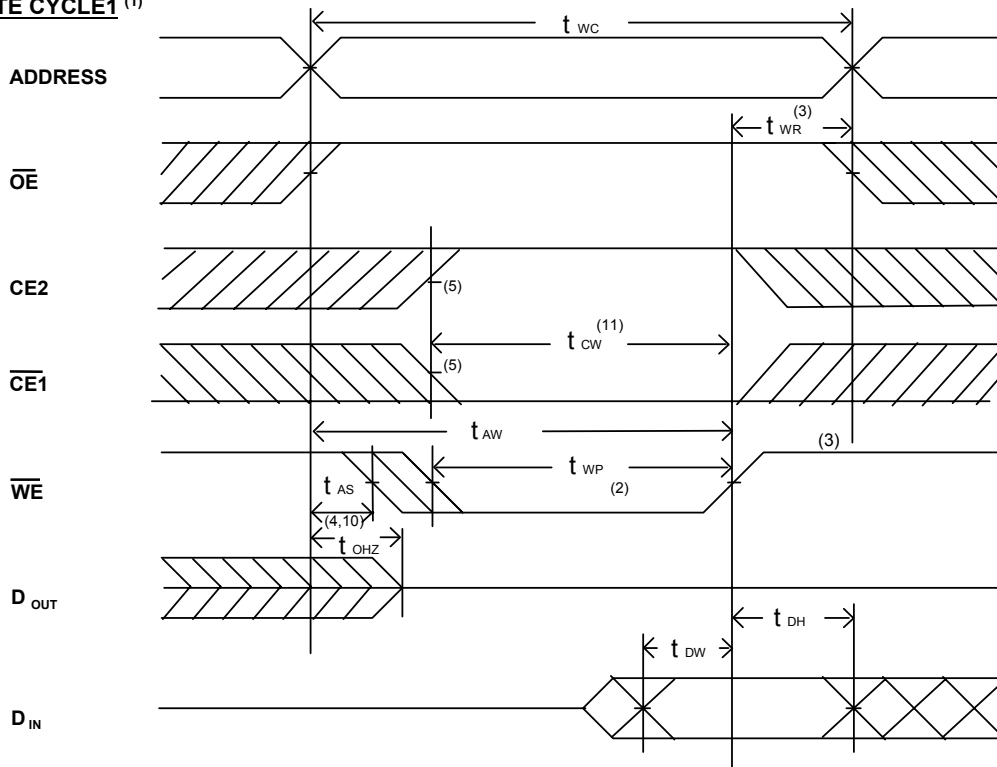 TE CYCLE1 (1)
t WC
ADDRESS
t WR (3)
OE
CE2
(5)
t CW (11)
CE1
(5)
t AW
(3)
WE
t WP
(2)
t AS
(4,10)
t OHZ
D OUT
t DH
t DW
D IN